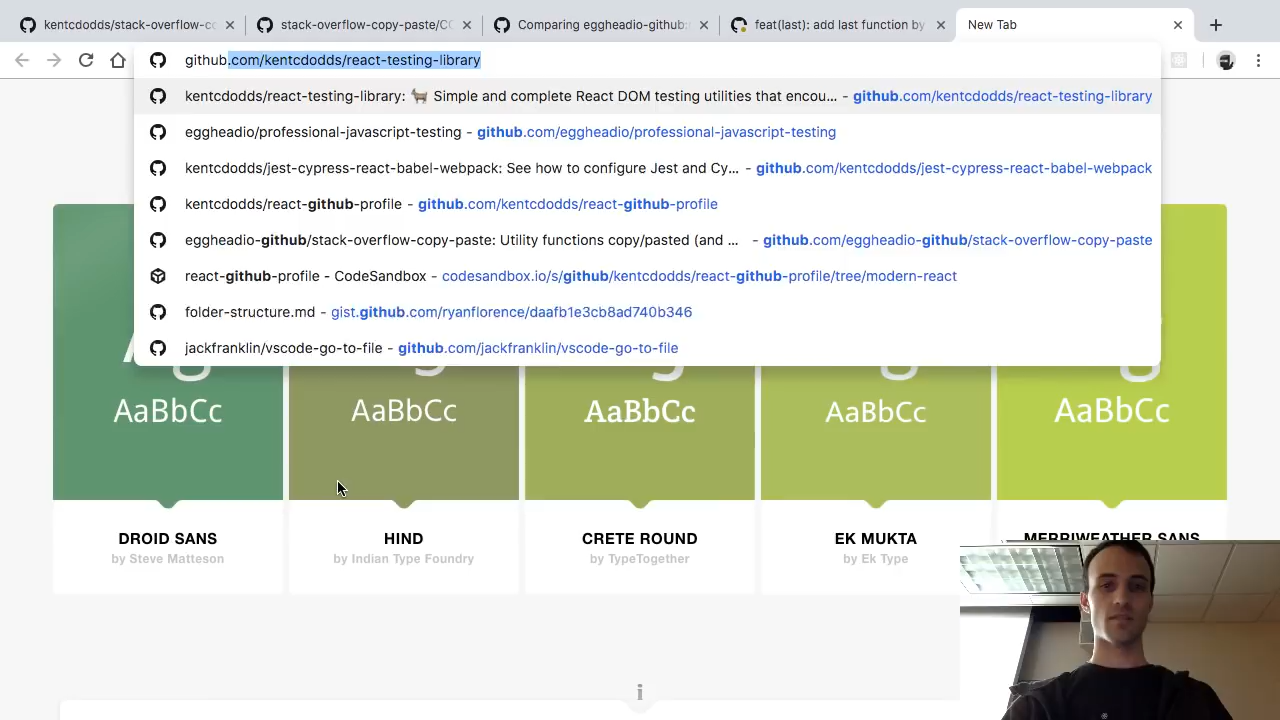 kentcdodds/stack-overflow-co
stack-overflow-copy-paste/CO
Comparing eggheadio-github:
feat(last): add last function by
New Tab
github.com/kentcdodds/react-testing-library
kentcdodds/react-testing-library: 🐐 Simple and complete React DOM testing utilities that encou... - github.com/kentcdodds/react-testing-library
eggheadio/professional-javascript-testing - github.com/eggheadio/professional-javascript-testing
kentcdodds/jest-cypress-react-babel-webpack: See how to configure Jest and Cy... - github.com/kentcdodds/jest-cypress-react-babel-webpack
kentcdodds/react-github-profile - github.com/kentcdodds/react-github-profile
eggheadio-github/stack-overflow-copy-paste: Utility functions copy/pasted (and ... - github.com/eggheadio-github/stack-overflow-copy-paste
react-github-profile - CodeSandbox - codesandbox.io/s/github/kentcdodds/react-github-profile/tree/modern-react
folder-structure.md - gist.github.com/ryanflorence/daafb1e3cb8ad740b346
jackfranklin/vscode-go-to-file - github.com/jackfranklin/vscode-go-to-file
AaBbCc
AaBbCc
AaBbCc
AaBbCc
AaBbCc
DROID SANS
by Steve Matteson
HIND
by Indian Type Foundry
CRETE ROUND
by TypeTogether
EK MUKTA
by Ek Type
MERRIWEATHER SANS
i